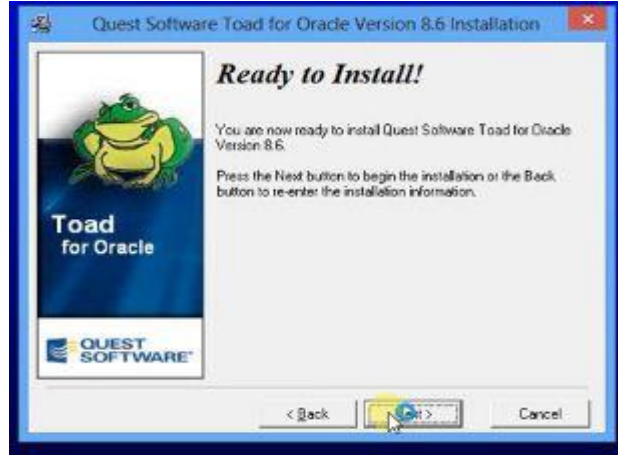 Quest Software Toad for Oracle Version 8.6 Installation
Ready to Install!
You are now ready to install Quest Software Toad for Oracle
Version 8.6.
Press the Next button to begin the installation or the Back
button to re-enter the installation information.
Toad
for Oracle
QUEST
SOFTWARE
< Back
>
Cancel